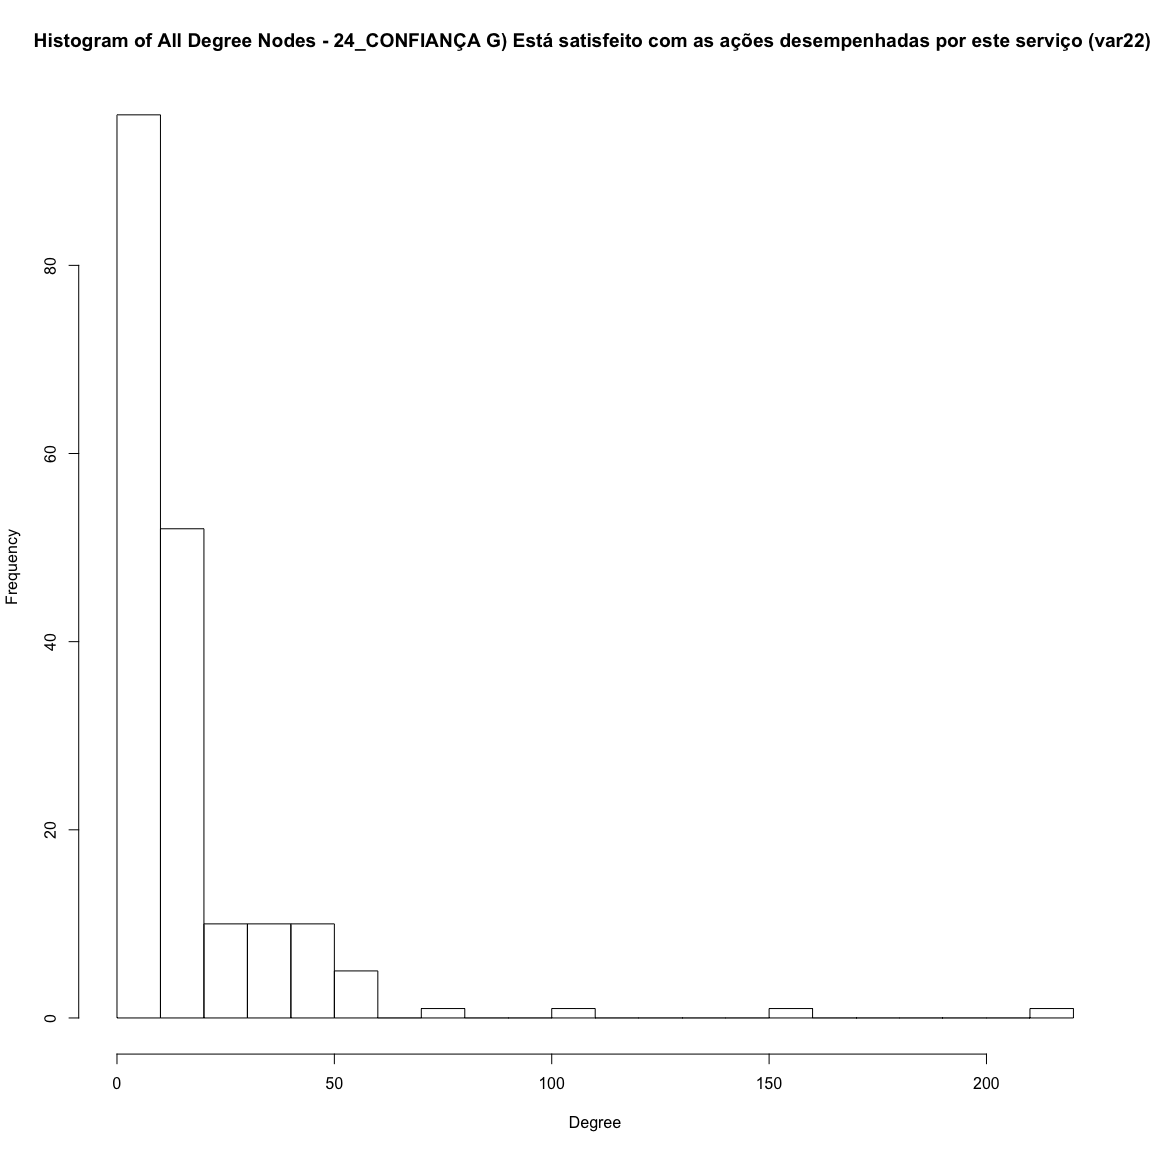 Histogram of All Degree Nodes - 24_CONFIANÇA G) Está satisfeito com as ações desempenhadas por este serviço (var22)
Frequency
80
60
40
20
0
0 50 100 150 200
Degree